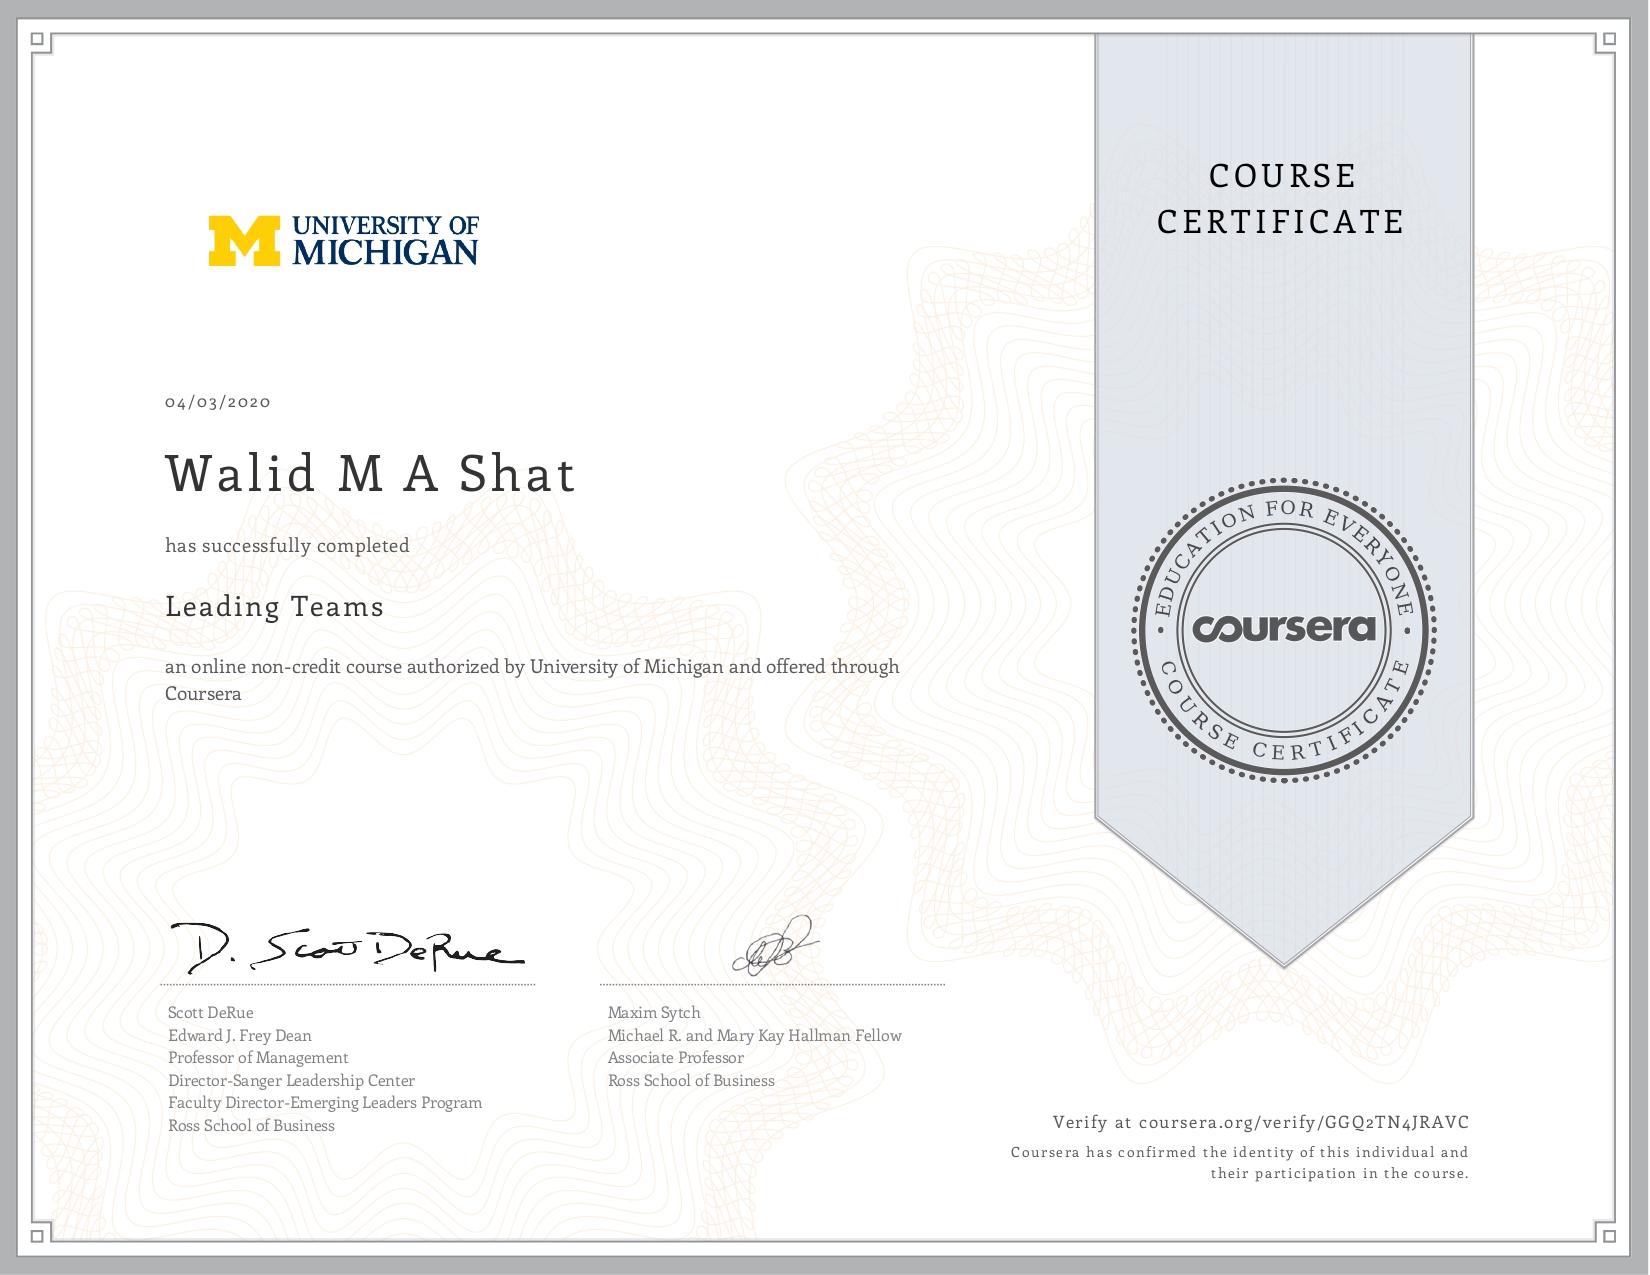 COURSE
CERTIFICATE
M UNIVERSITY OF
MICHIGAN
04/03/2020
Walid M A Shat
has successfully completed
Leading Teams
an online non-credit course authorized by University of Michigan and offered through
Coursera
EDUCATION FOR EVERYONE
coursera
COURSE CERTIFICATE
D. Scott DeRue
Scott DeRue
Edward J. Frey Dean
Professor of Management
Director-Sanger Leadership Center
Faculty Director-Emerging Leaders Program
Ross School of Business
Maxim Sytch
Michael R. and Mary Kay Hallman Fellow
Associate Professor
Ross School of Business
Verify at coursera.org/verify/GGQ2TN4JRAVC
Coursera has confirmed the identity of this individual and
their participation in the course.